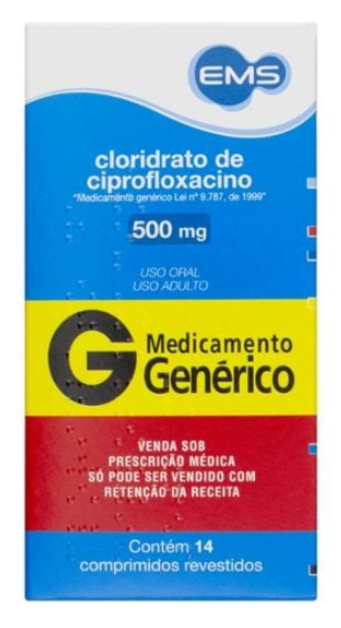 EMS
cloridrato de
ciprofloxacino
"Medicamento genérico Lei nº 9.787, de 1999"
500 mg
USO ORAL
USO ADULTO
G Medicamento
Genérico
VENDA SOB
PRESCRIÇÃO MÉDICA
SÓ PODE SER VENDIDO COM
RETENÇÃO DA RECEITA
Contém 14
comprimidos revestidos